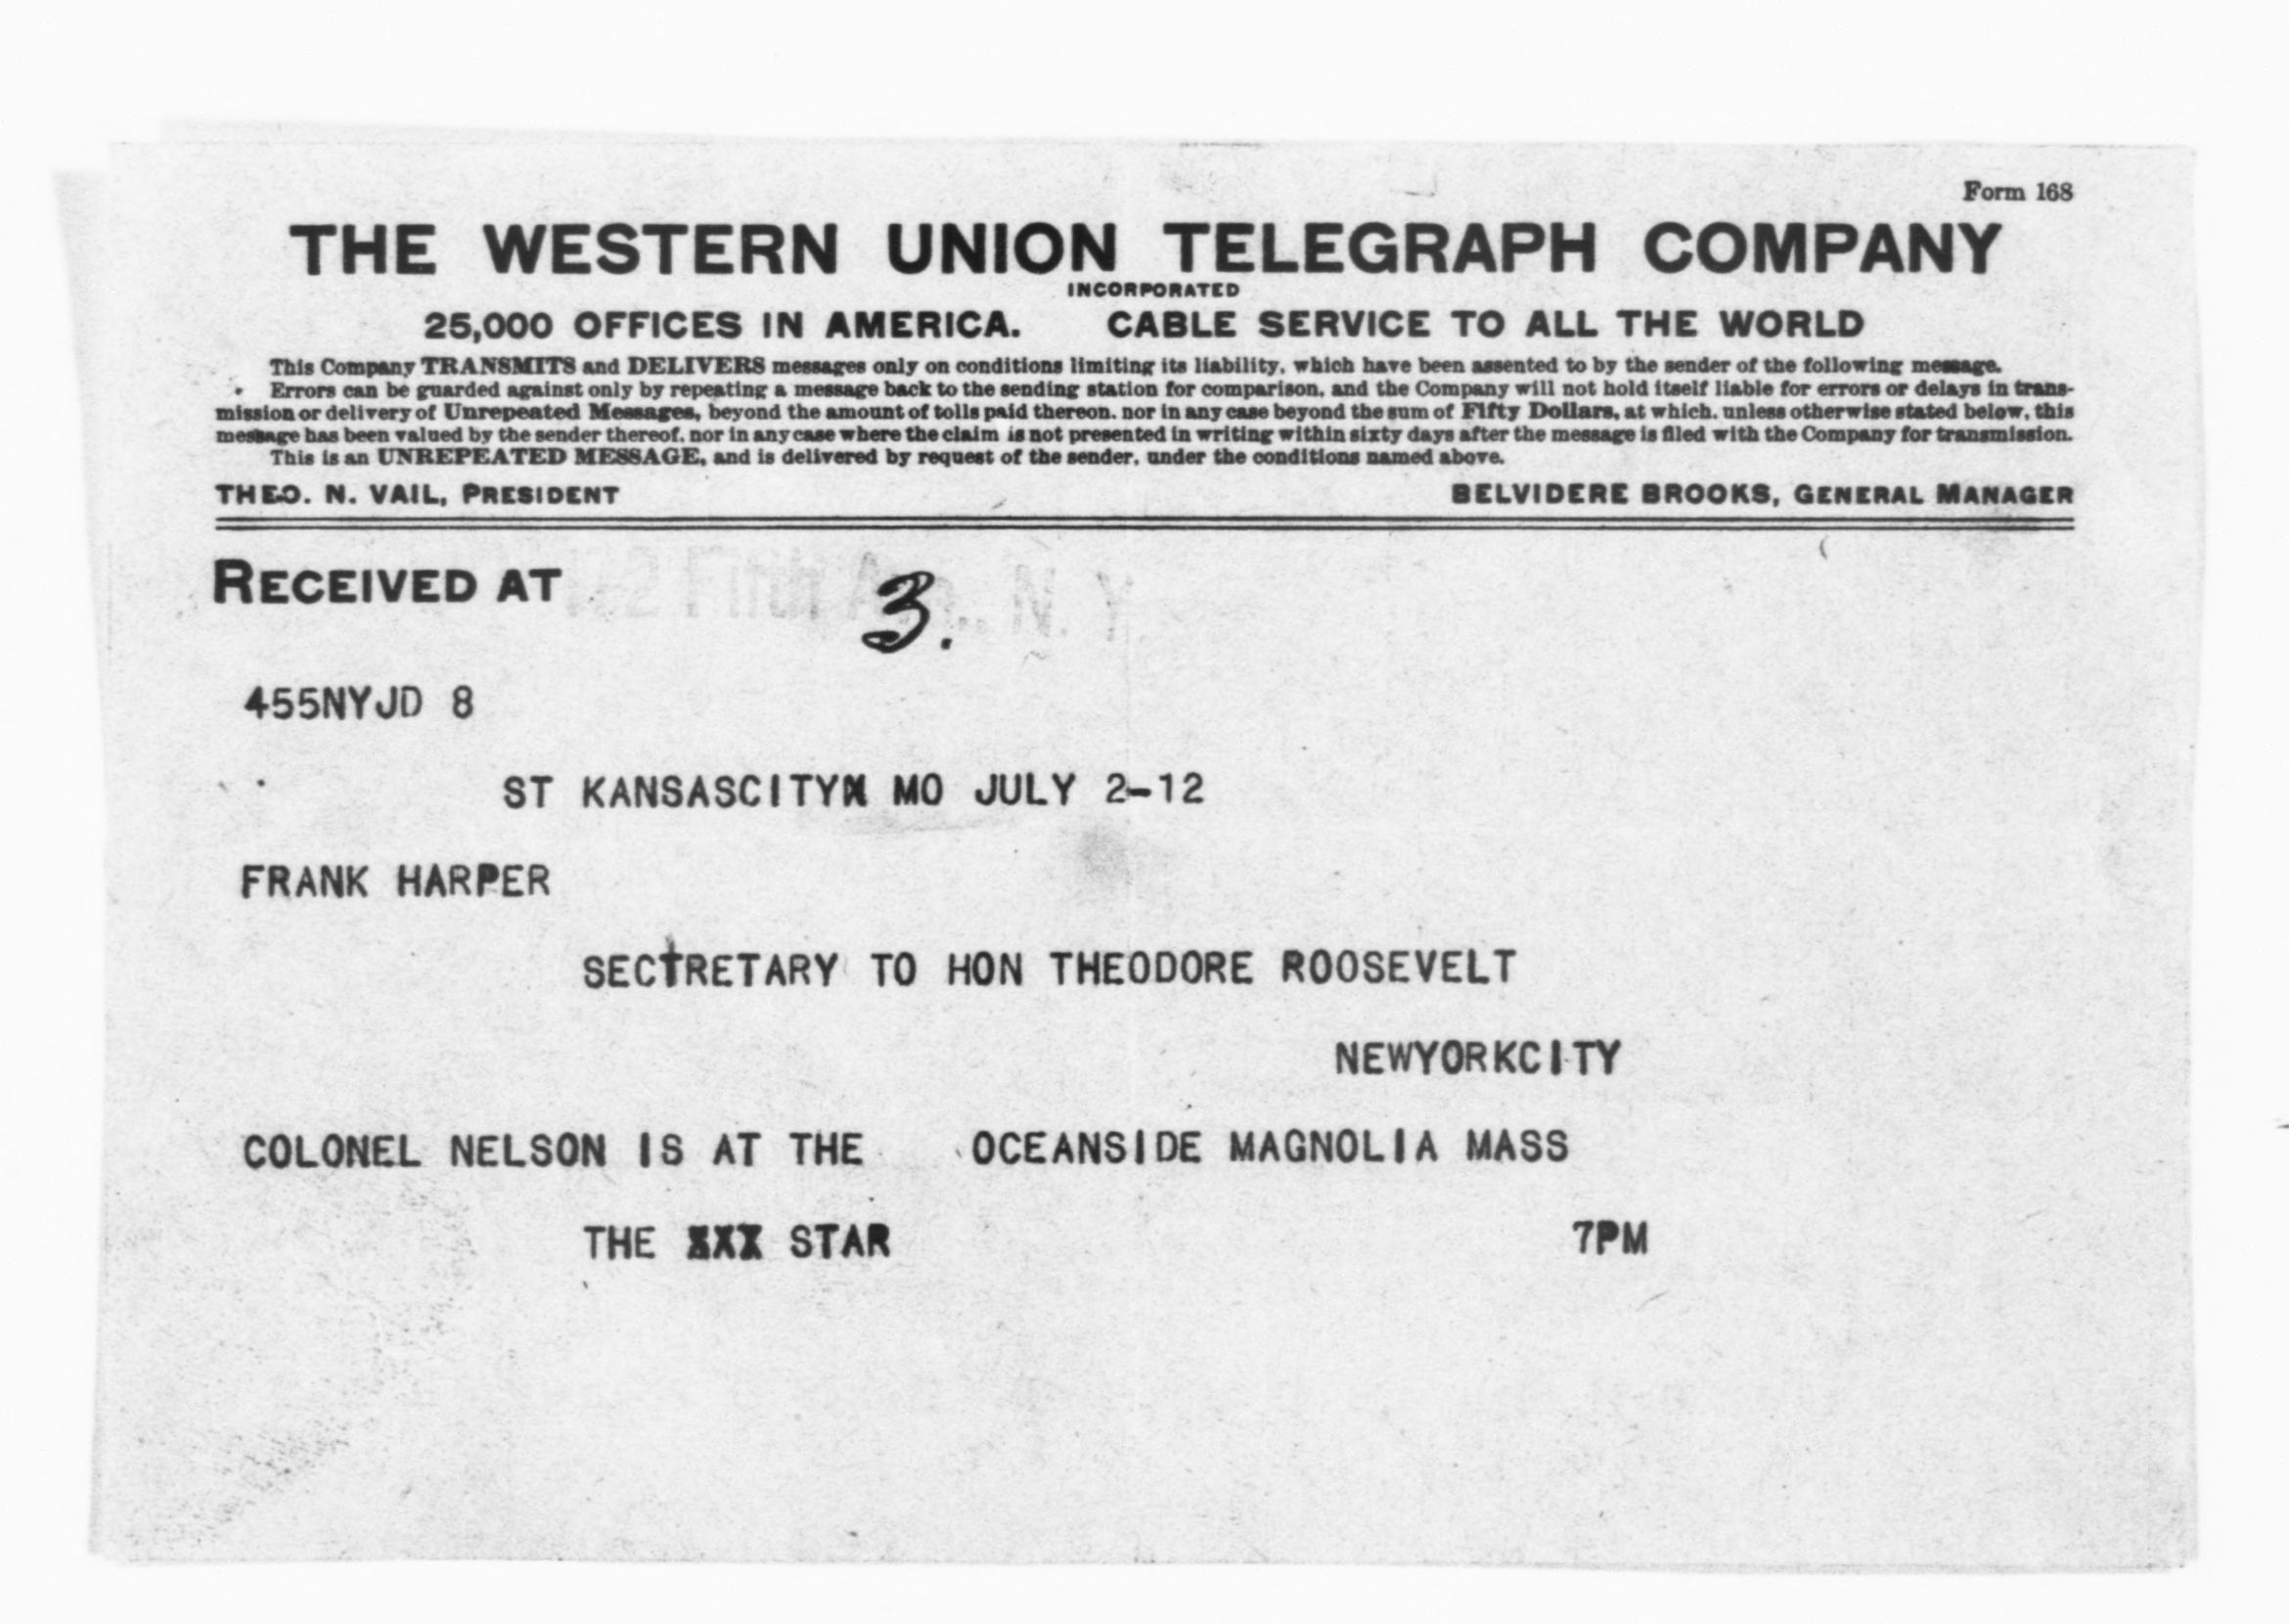 Form 168
THE WESTERN UNION TELEGRAPH COMPANY
INCORPORATED
25,000 OFFICES IN AMERICA. CABLE SERVICE TO ALL THE WORLD
This Company TRANSMITS and DELIVERS messages only on conditions limiting its liability, which have been assented to by the sender of the following message.
Errors can be guarded against only by repeating a message back to the sending station for comparison, and the Company will not hold itself liable for errors or delays in trans-
mission or delivery of Unrepeated Messages, beyond the amount of tolls paid thereon, nor in any case beyond the sum of Fifty Dollars, at which, unless otherwise stated below, this
message has been valued by the sender thereof, nor in any case where the claim is not presented in writing within sixty days after the message is filed with the Company for transmission.
This is an UNREPEATED MESSAGE, and is delivered by request of the sender, under the conditions named above.
THEO. N. VAIL, PRESIDENT BELVIDERE BROOKS, GENERAL MANAGER
RECEIVED AT Fifth N. Y.
3.
455NYJD 8
ST KANSASCITYX MO JULY 2-12
FRANK HARPER
SECTRETARY TO HON THEODORE ROOSEVELT
NEWYORKCITY
COLONEL NELSON IS AT THE OCEANSIDE MAGNOLIA MASS
THE XXX STAR 7PM